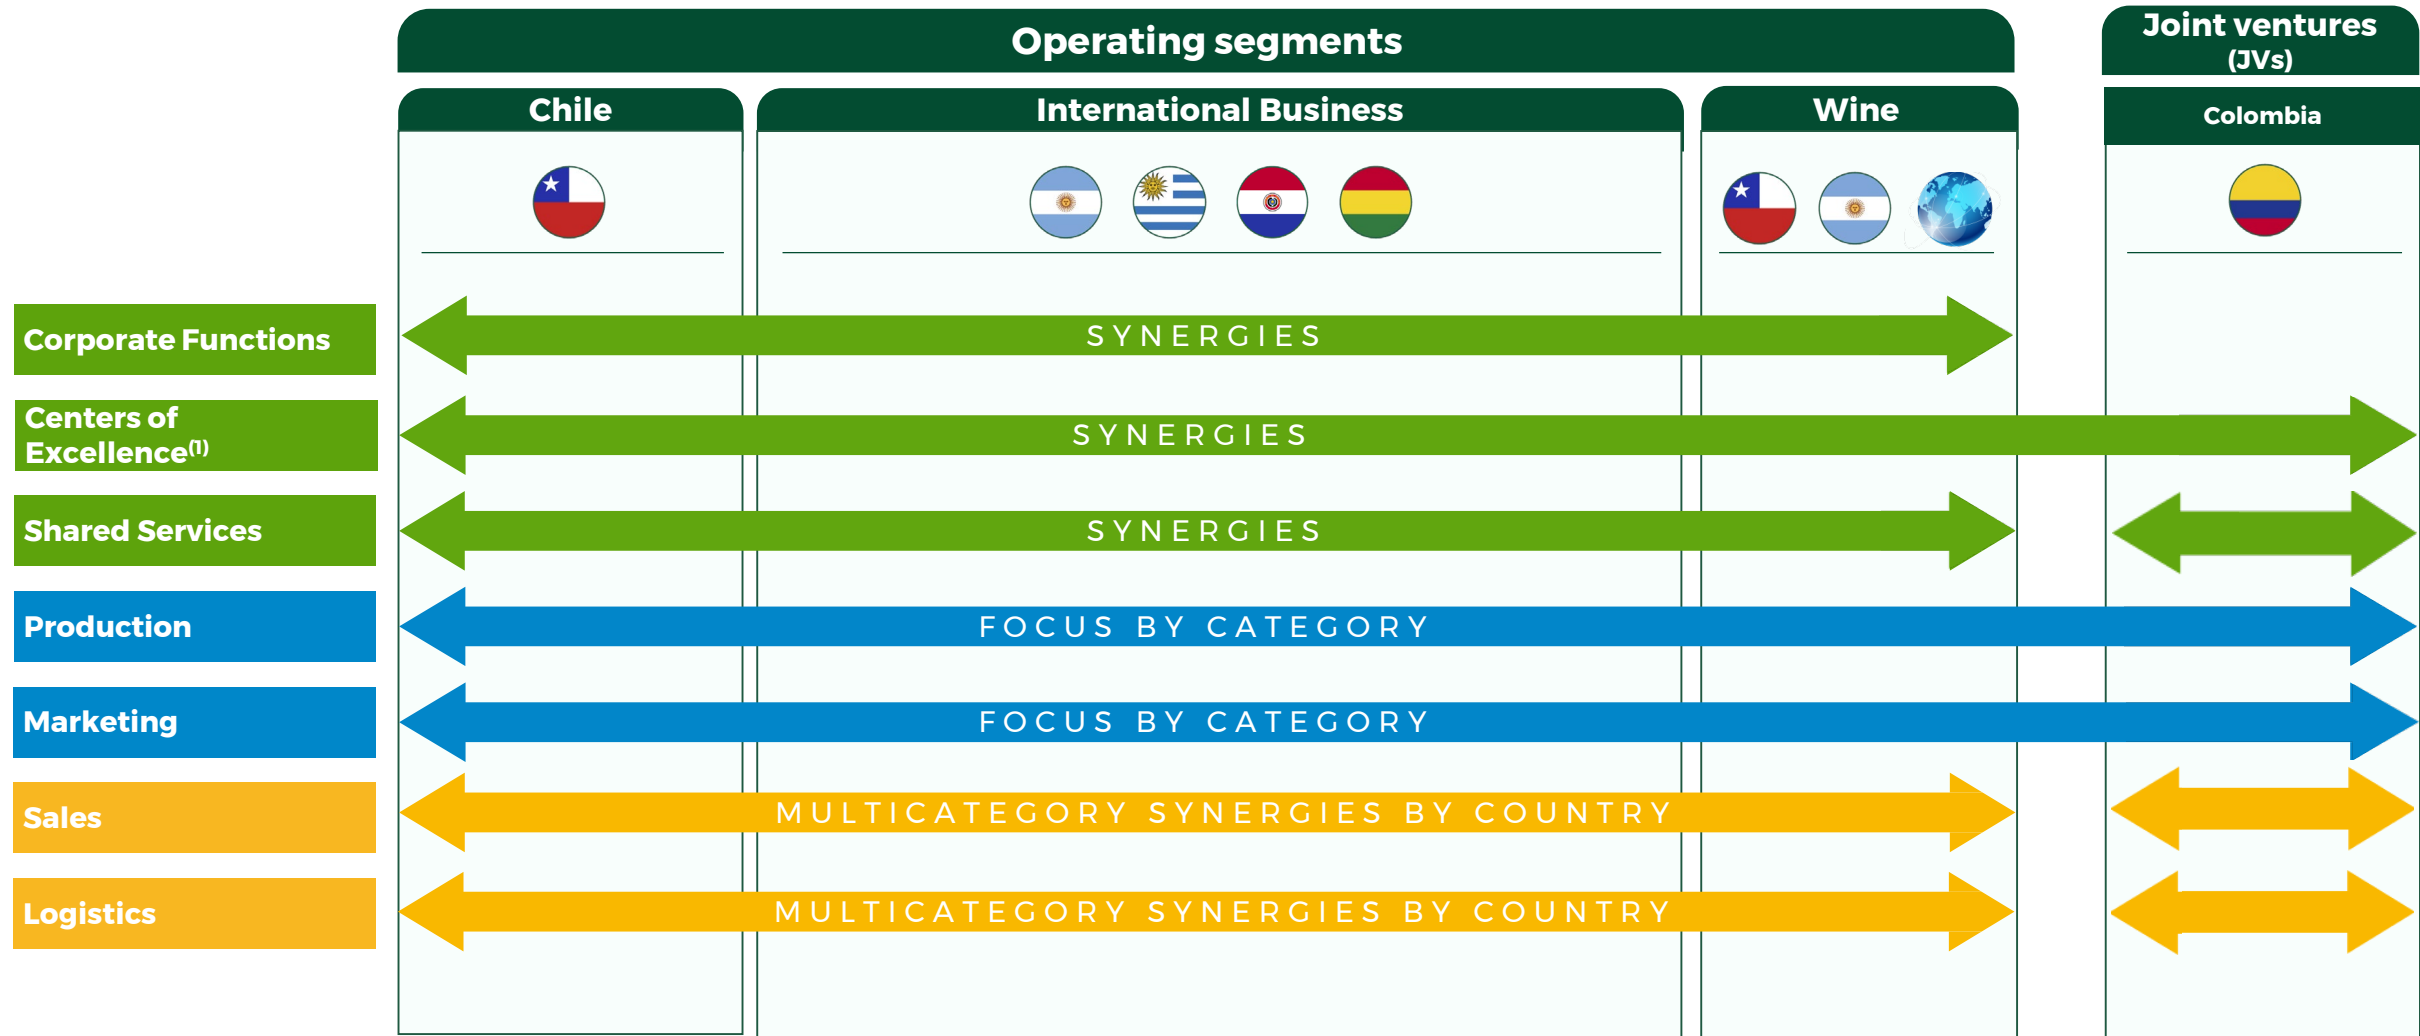 Operating segments
Joint ventures
(JVs)
Chile
International Business
Wine
Colombia
Corporate Functions
SYNERGIES
Centers of
Excellence(1)
SYNERGIES
Shared Services
SYNERGIES
Production
FOCUS BY CATEGORY
Marketing
FOCUS BY CATEGORY
Sales
MULTICATEGORY SYNERGIES BY COUNTRY
Logistics
MULTICATEGORY SYNERGIES BY COUNTRY